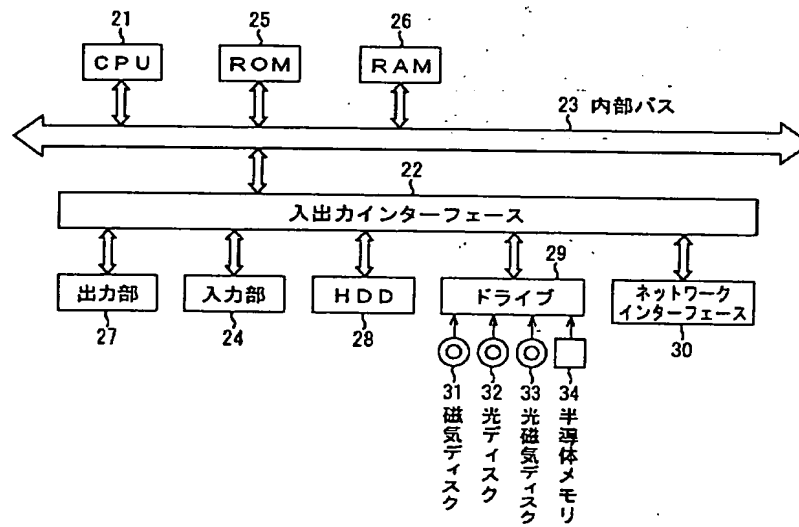 21
25
26
CPU
ROM
RAM
23 内部バス
22
入出力インターフェース
29
出力部
入力部
HDD
ドライブ
ネットワーク
インターフェース
27
24
28
30
31 磁気ディスク
32 光ディスク
33 光磁気ディスク
34 半導体メモリ